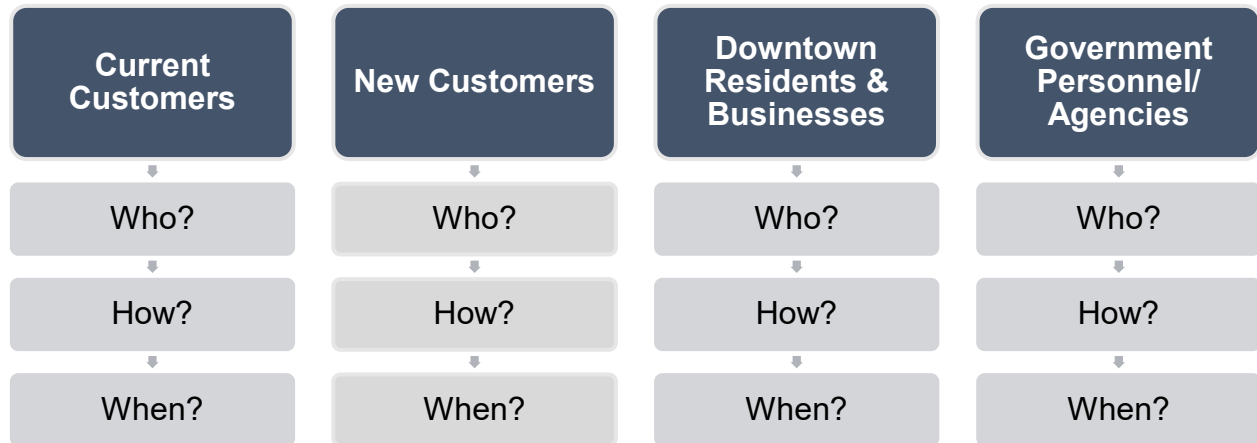 Current
Customers
Who?
How?
When?
New Customers
Who?
How?
When?
Downtown
Residents &
Businesses
Who?
How?
When?
Government
Personnel/
Agencies
Who?
How?
When?